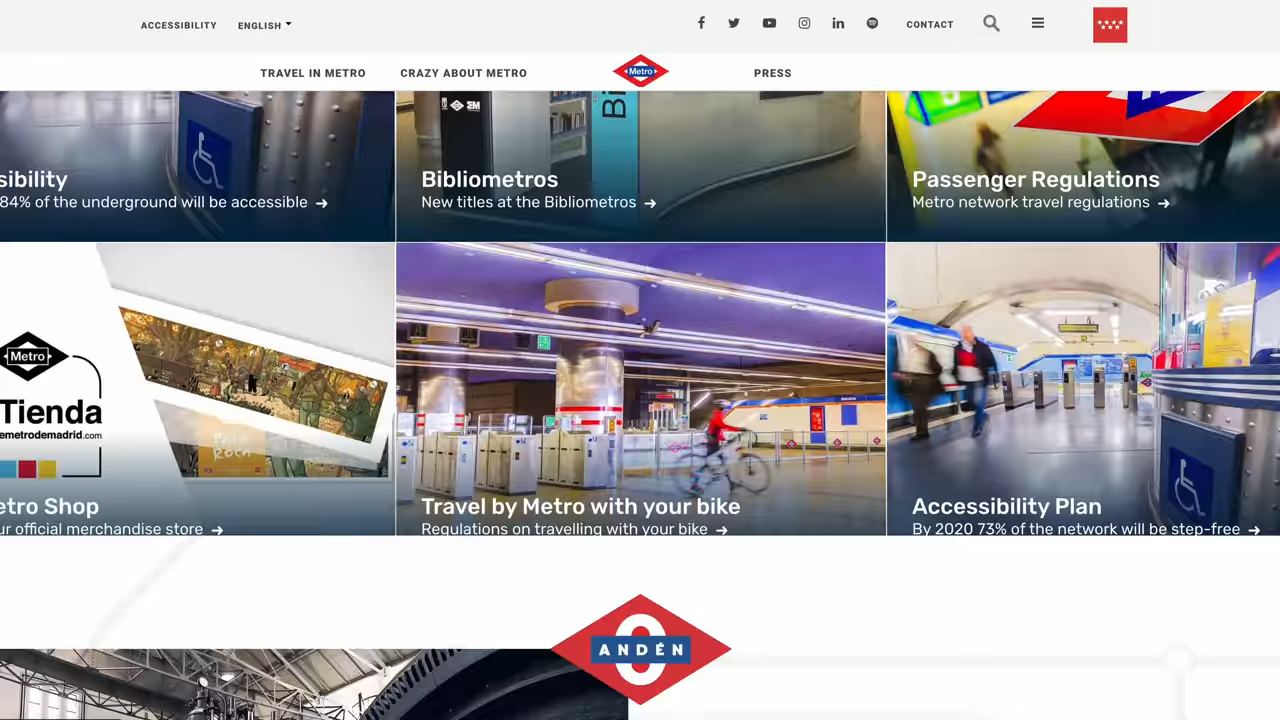 ACCESSIBILITY
ENGLISH
CONTACT
TRAVEL IN METRO
CRAZY ABOUT METRO
Metro
PRESS
sibility
84% of the underground will be accessible
Bi
Bibliometros
New titles at the Bibliometros
Passenger Regulations
Metro network travel regulations
Metro
Tienda
emetrodemadrid.com
etro Shop
ur official merchandise store
Travel by Metro with your bike
Regulations on travelling with your bike
Accessibility Plan
By 2020 73% of the network will be step-free
ANDÉN
0